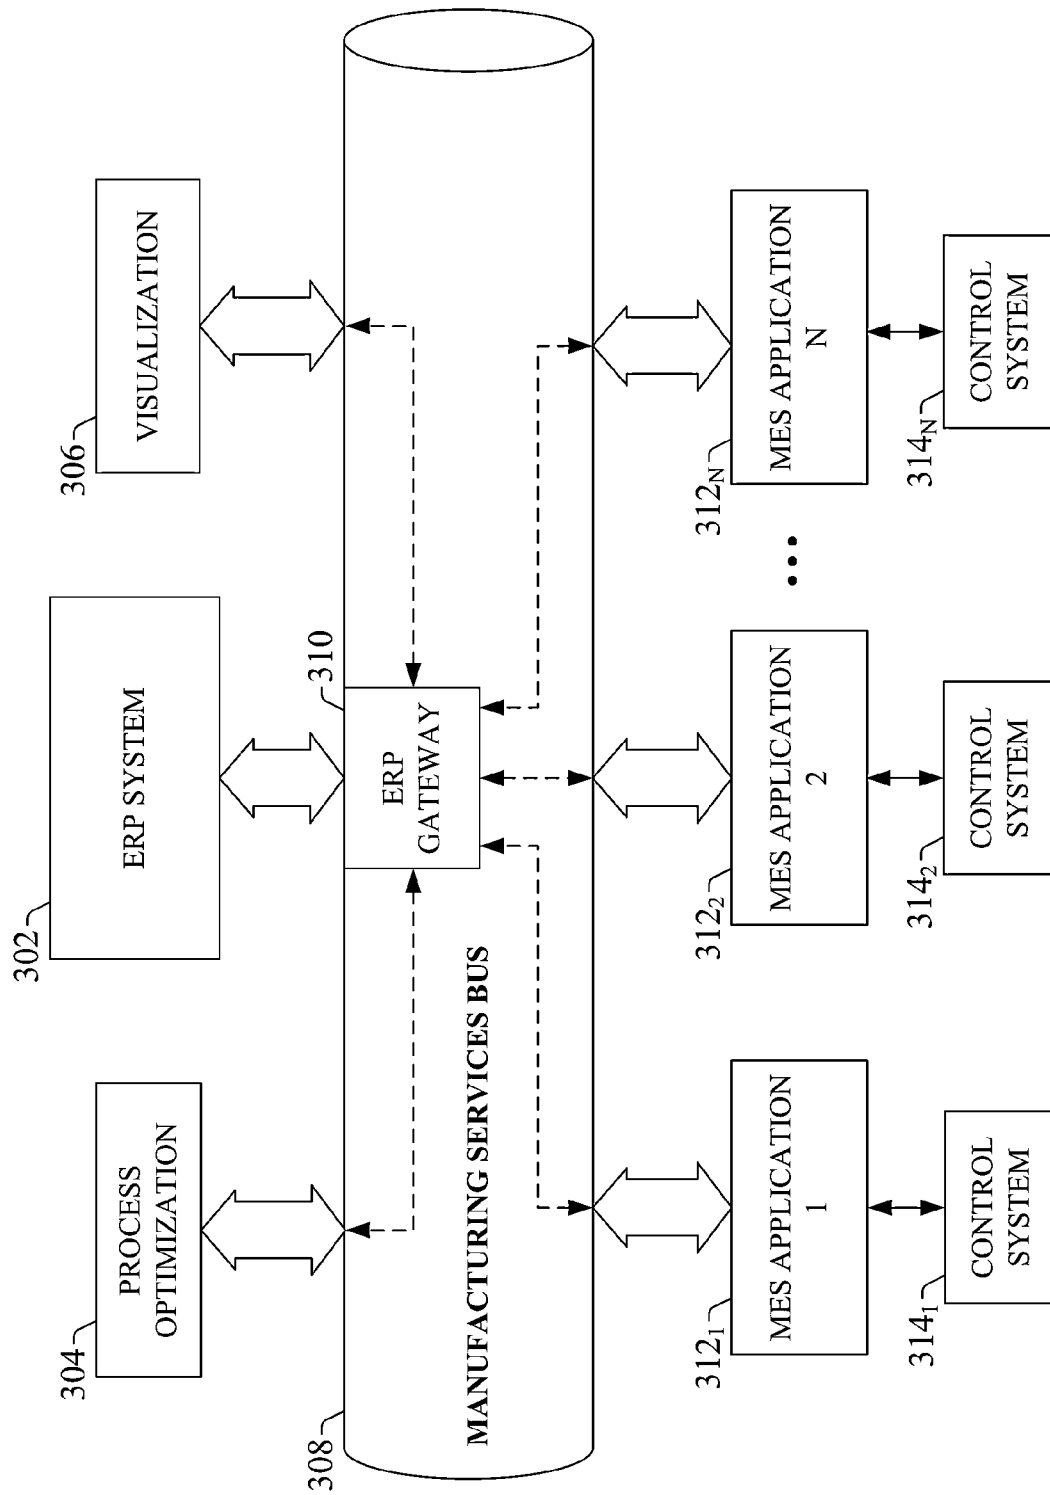 304
PROCESS
OPTIMIZATION
302
ERP SYSTEM
306
VISUALIZATION
308
MANUFACTURING SERVICES BUS
310
ERP
GATEWAY
312₁
MES APPLICATION
1
312₂
MES APPLICATION
2
...
312N
MES APPLICATION
N
314₁
CONTROL
SYSTEM
314₂
CONTROL
SYSTEM
314N
CONTROL
SYSTEM